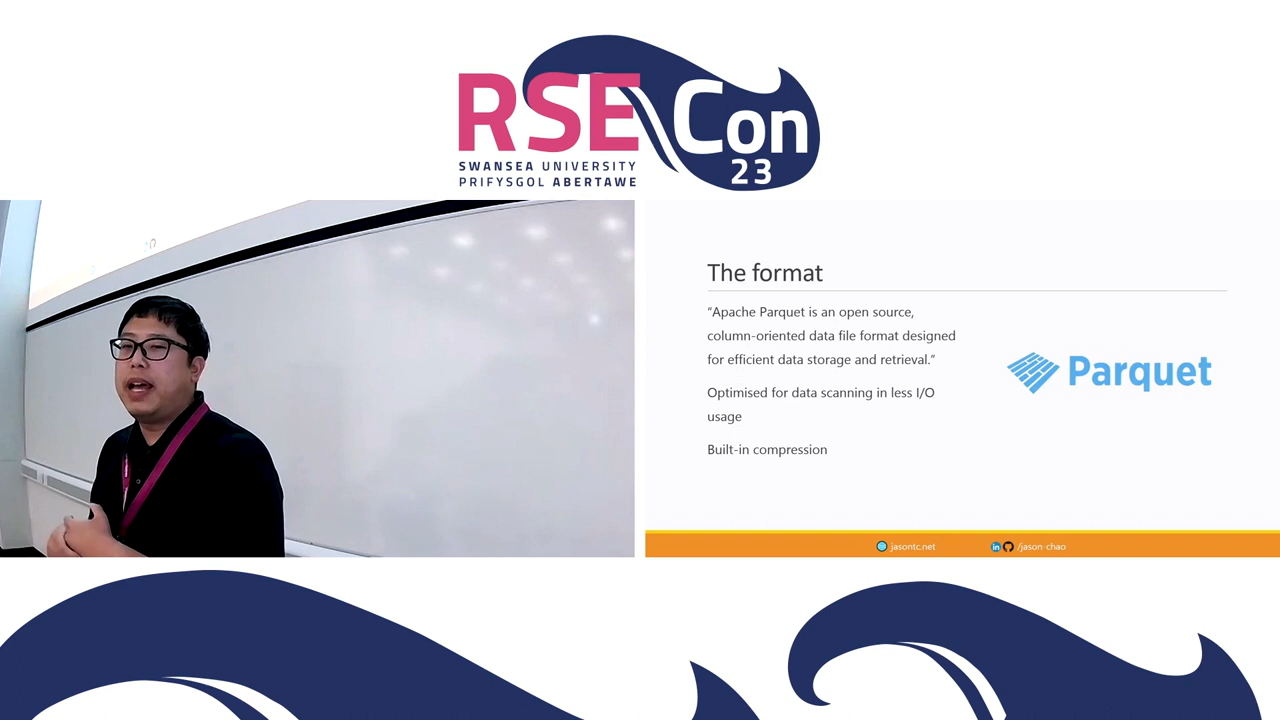 RSE Con
23
SWANSEA UNIVERSITY
PRIFYSGOL ABERTAWE
The format
“Apache Parquet is an open source,
column-oriented data file format designed
for efficient data storage and retrieval.”
Optimised for data scanning in less I/O
usage
Built-in compression
Parquet
jasontc.net
in /jason-chao